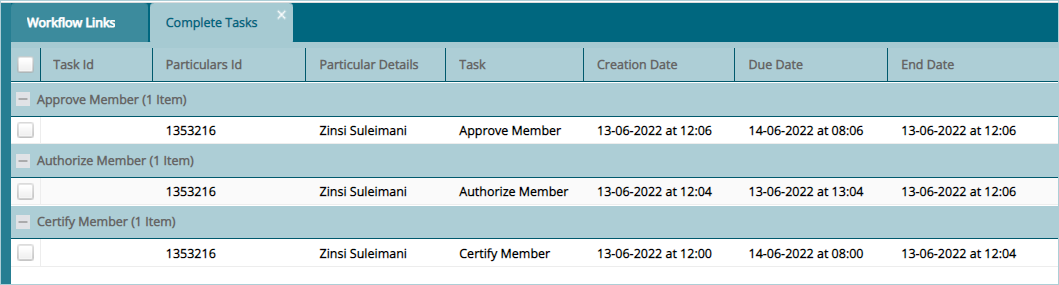 Workflow Links Complete Tasks
Task Id Particulars Id Particular Details Task Creation Date Due Date End Date
Approve Member (1 Item)
1353216 Zinsi Suleimani Approve Member 13-06-2022 at 12:06 14-06-2022 at 08:06 13-06-2022 at 12:06
Authorize Member (1 Item)
1353216 Zinsi Suleimani Authorize Member 13-06-2022 at 12:04 13-06-2022 at 13:04 13-06-2022 at 12:06
Certify Member (1 Item)
1353216 Zinsi Suleimani Certify Member 13-06-2022 at 12:00 14-06-2022 at 08:00 13-06-2022 at 12:04